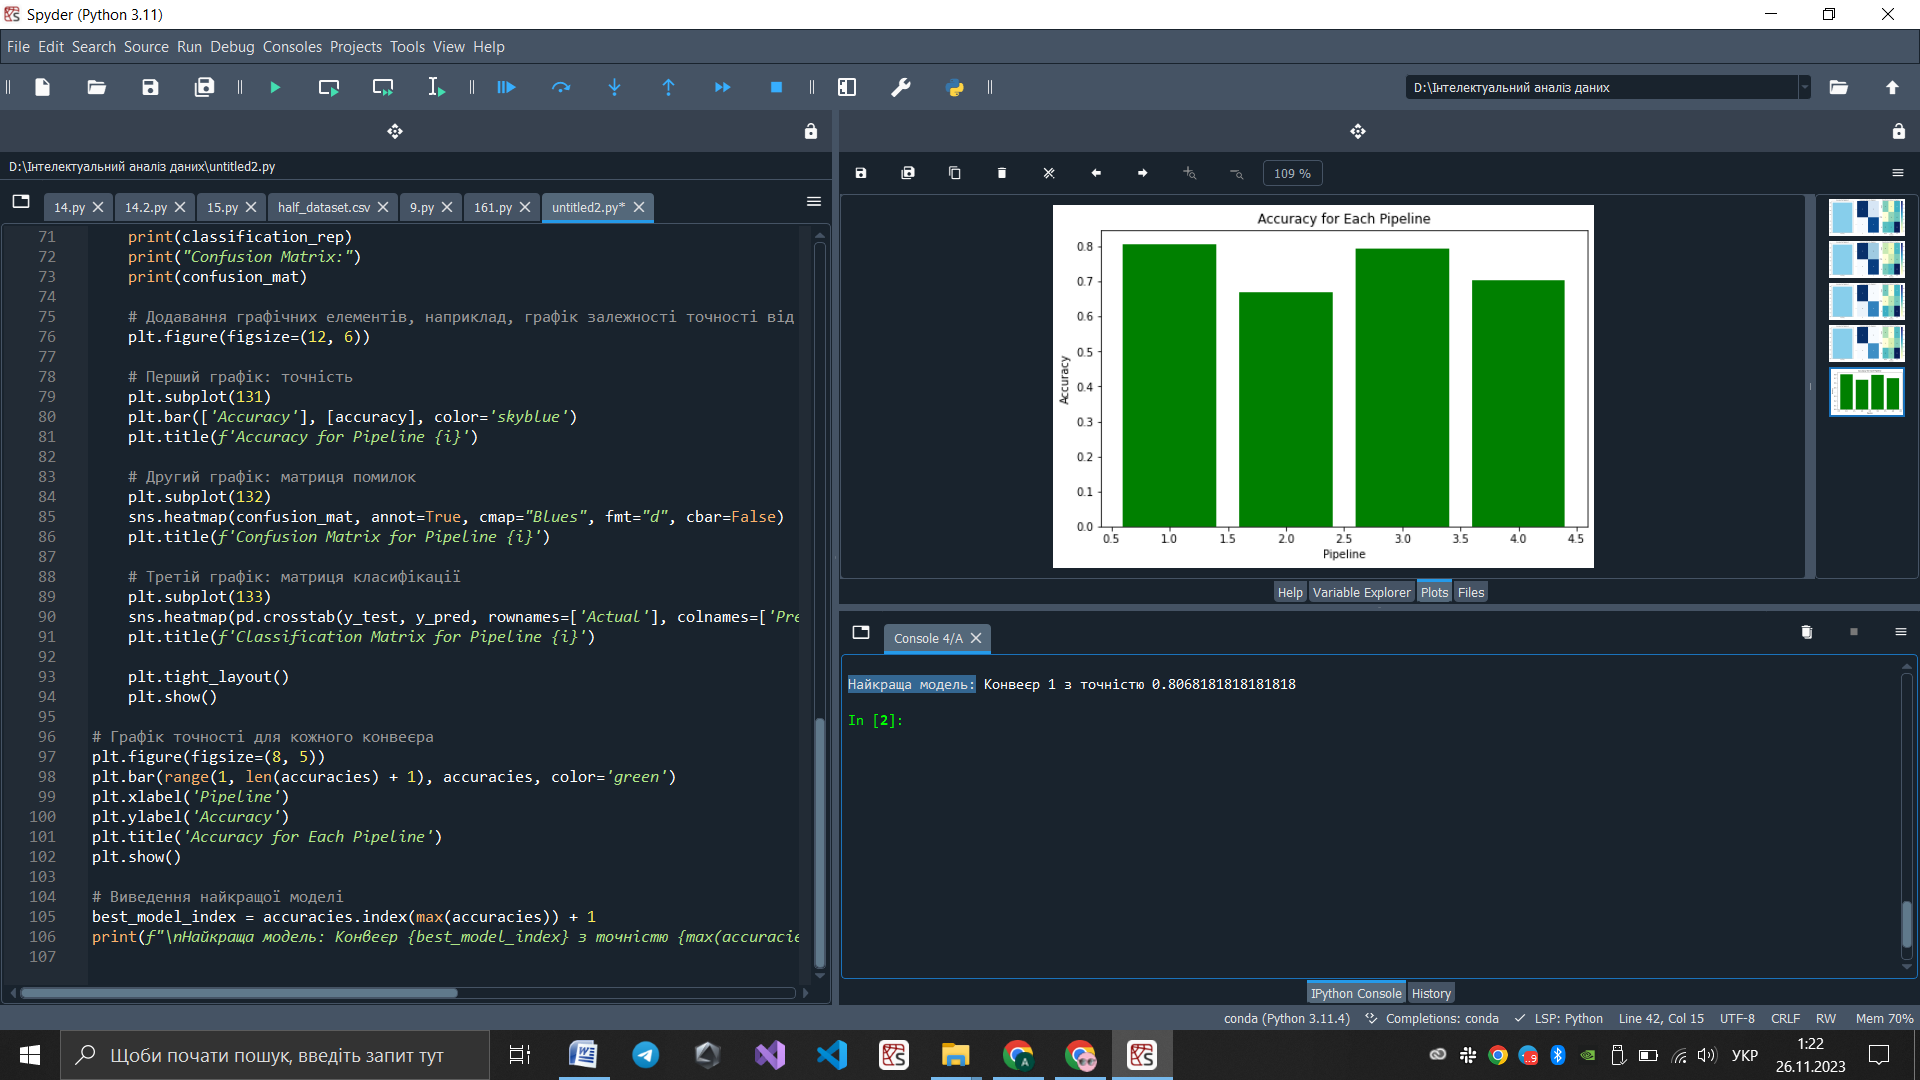 Spyder (Python 3.11)
File Edit Search Source Run Debug Consoles Projects Tools View Help
D:\Інтелектуальний аналіз даних
D:\Інтелектуальний аналіз даних\untitled2.py
14.py 14.2.py 15.py half_dataset.csv 9.py 161.py untitled2.py*
71 print(classification_rep)
72 print("Confusion Matrix:")
73 print(confusion_mat)
74
75 # Додавання графічних елементів, наприклад, графік залежності точності від
76 plt.figure(figsize=(12, 6))
77
78 # Перший графік: точність
79 plt.subplot(131)
80 plt.bar(['Accuracy'], [accuracy], color='skyblue')
81 plt.title(f'Accuracy for Pipeline {i}')
82
83 # Другий графік: матриця помилок
84 plt.subplot(132)
85 sns.heatmap(confusion_mat, annot=True, cmap="Blues", fmt="d", cbar=False)
86 plt.title(f'Confusion Matrix for Pipeline {i}')
87
88 # Третій графік: матриця класифікації
89 plt.subplot(133)
90 sns.heatmap(pd.crosstab(y_test, y_pred, rownames=['Actual'], colnames=['Pre
91 plt.title(f'Classification Matrix for Pipeline {i}')
92
93 plt.tight_layout()
94 plt.show()
95
96 # Графік точності для кожного конвеєра
97 plt.figure(figsize=(8, 5))
98 plt.bar(range(1, len(accuracies) + 1), accuracies, color='green')
99 plt.xlabel('Pipeline')
100 plt.ylabel('Accuracy')
101 plt.title('Accuracy for Each Pipeline')
102 plt.show()
103
104 # Виведення найкращої моделі
105 best_model_index = accuracies.index(max(accuracies)) + 1
106 print(f"\nНайкраща модель: Конвеєр {best_model_index} з точністю {max(accuracie
107
109 %
Accuracy for Each Pipeline
Accuracy
0.8
0.7
0.6
0.5
0.4
0.3
0.2
0.1
0.0
0.5 1.0 1.5 2.0 2.5 3.0 3.5 4.0 4.5
Pipeline
Help Variable Explorer Plots Files
Console 4/A
Найкраща модель: Конвеєр 1 з точністю 0.8068181818181818
In [2]:
IPython Console History
conda (Python 3.11.4) Completions: conda LSP: Python Line 42, Col 15 UTF-8 CRLF RW Mem 70%
Щоби почати пошук, введіть запит тут
УКР
1:22
26.11.2023